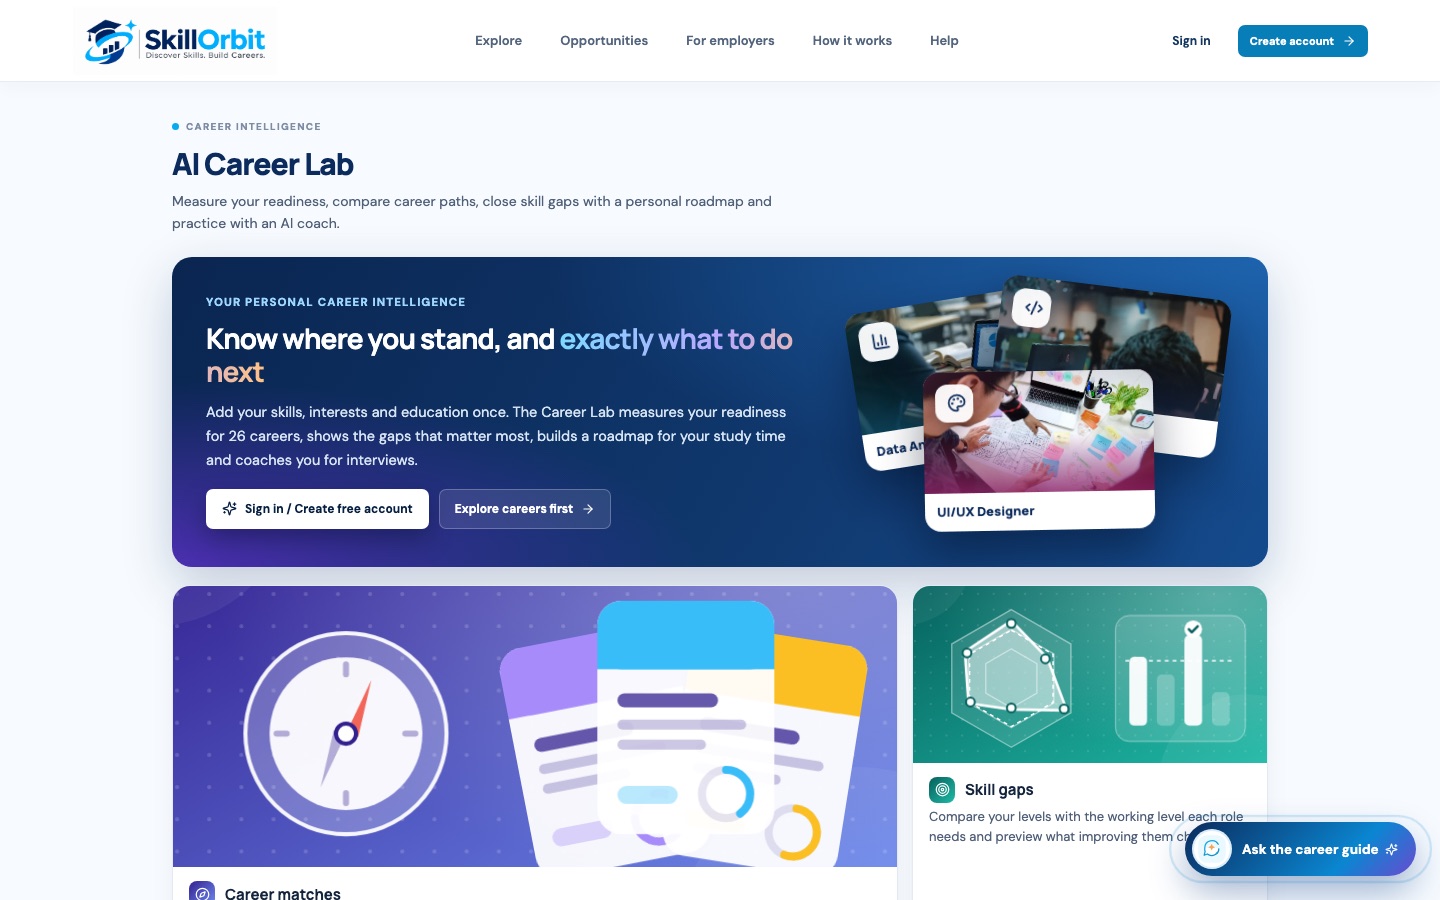 SkillOrbit
Discover Skills. Build Careers.
Explore
Opportunities
For employers
How it works
Help
Sign in
Create account
CAREER INTELLIGENCE
AI Career Lab
Measure your readiness, compare career paths, close skill gaps with a personal roadmap and
practice with an AI coach.
YOUR PERSONAL CAREER INTELLIGENCE
Know where you stand, and exactly what to do
next
Add your skills, interests and education once. The Career Lab measures your readiness
for 26 careers, shows the gaps that matter most, builds a roadmap for your study time
and coaches you for interviews.
Sign in / Create free account
Explore careers first
Data An
UI/UX Designer
Career matches
Skill gaps
Compare your levels with the working level each role
needs and preview what improving them
Ask the career guide